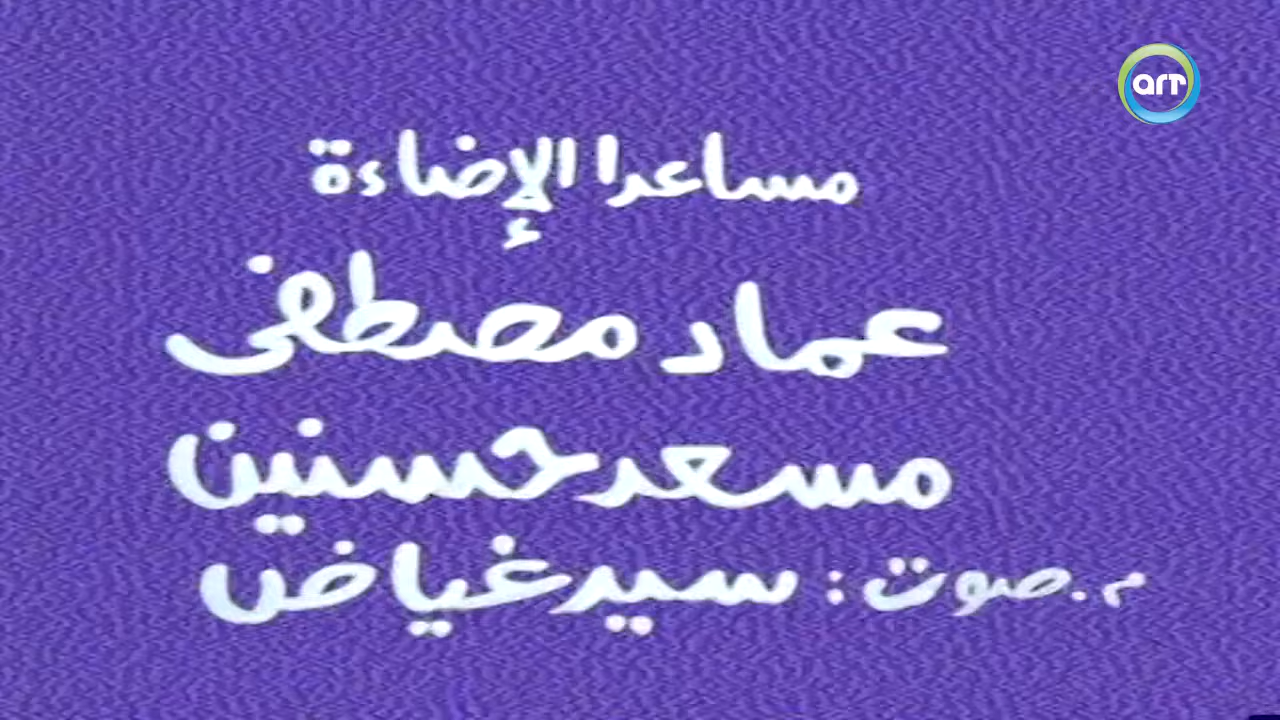 art
مساعدا الإضاءة
عماد مصطفى
مسعد حسنين
م.صوت : سيد غياض